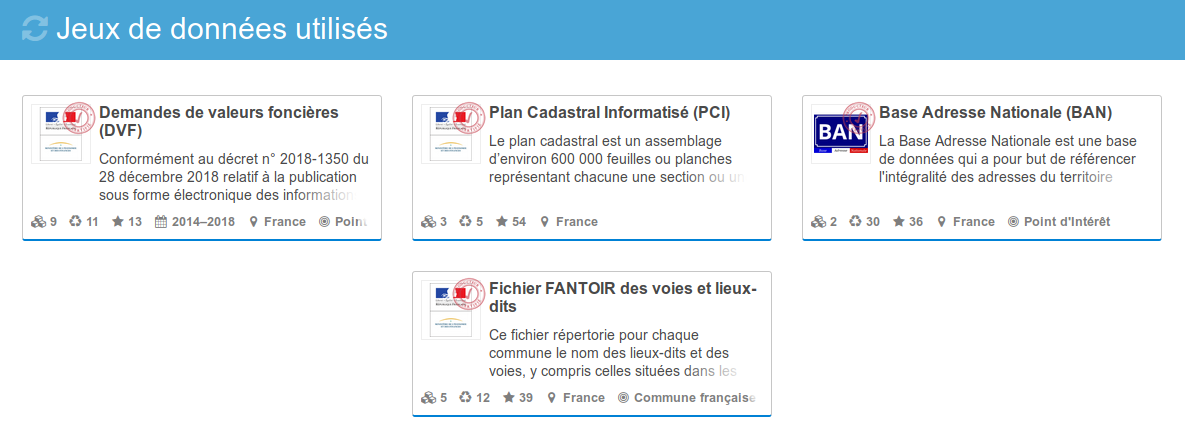 Jeux de données utilisés
Demandes de valeurs foncières
(DVF)
Conformément au décret n° 2018-1350 du
28 décembre 2018 relatif à la publication
sous forme électronique des information
9 11 13 2014–2018 France Point
Plan Cadastral Informatisé (PCI)
Le plan cadastral est un assemblage
d'environ 600 000 feuilles ou planches
représentant chacune une section ou un
3 5 54 France
BAN
Base Adresse Nationale (BAN)
La Base Adresse Nationale est une base
de données qui a pour but de référencer
l'intégralité des adresses du territoire
2 30 36 France Point d'Intérêt
Fichier FANTOIR des voies et lieux-
dits
Ce fichier répertorie pour chaque
commune le nom des lieux-dits et des
voies, y compris celles situées dans les
5 12 39 France Commune française